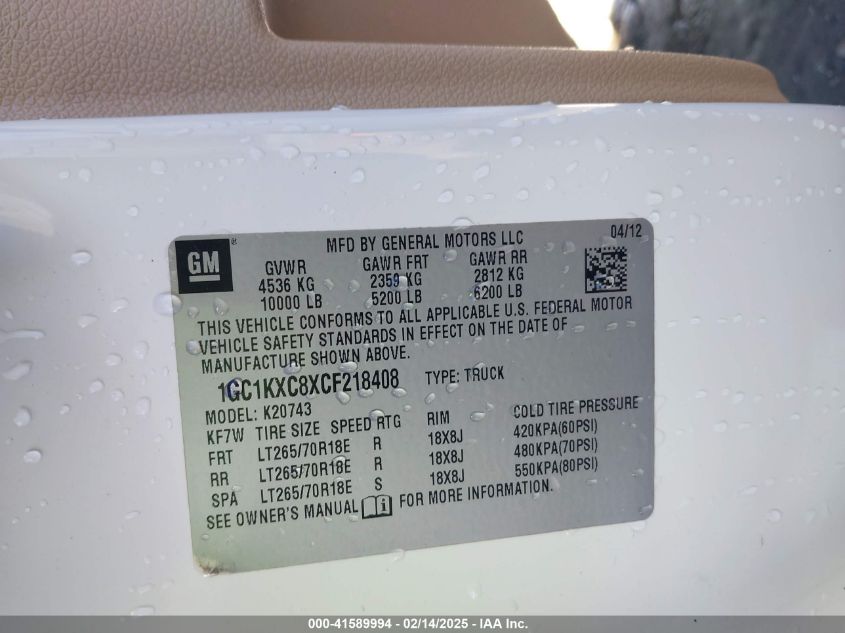 GM
®
MFD BY GENERAL MOTORS LLC 04/12
GVWR GAWR FRT GAWR RR
4536 KG 2359 KG 2812 KG
10000 LB 5200 LB 6200 LB
THIS VEHICLE CONFORMS TO ALL APPLICABLE U.S. FEDERAL MOTOR
VEHICLE SAFETY STANDARDS IN EFFECT ON THE DATE OF
MANUFACTURE SHOWN ABOVE.
1GC1KXC8XCF218408 TYPE: TRUCK
MODEL: K20743
KF7W TIRE SIZE SPEED RTG RIM COLD TIRE PRESSURE
FRT LT265/70R18E R 18X8J 420KPA(60PSI)
RR LT265/70R18E R 18X8J 480KPA(70PSI)
SPA LT265/70R18E S 18X8J 550KPA(80PSI)
SEE OWNER'S MANUAL i FOR MORE INFORMATION.
000-41589994 - 02/14/2025 - IAA Inc.